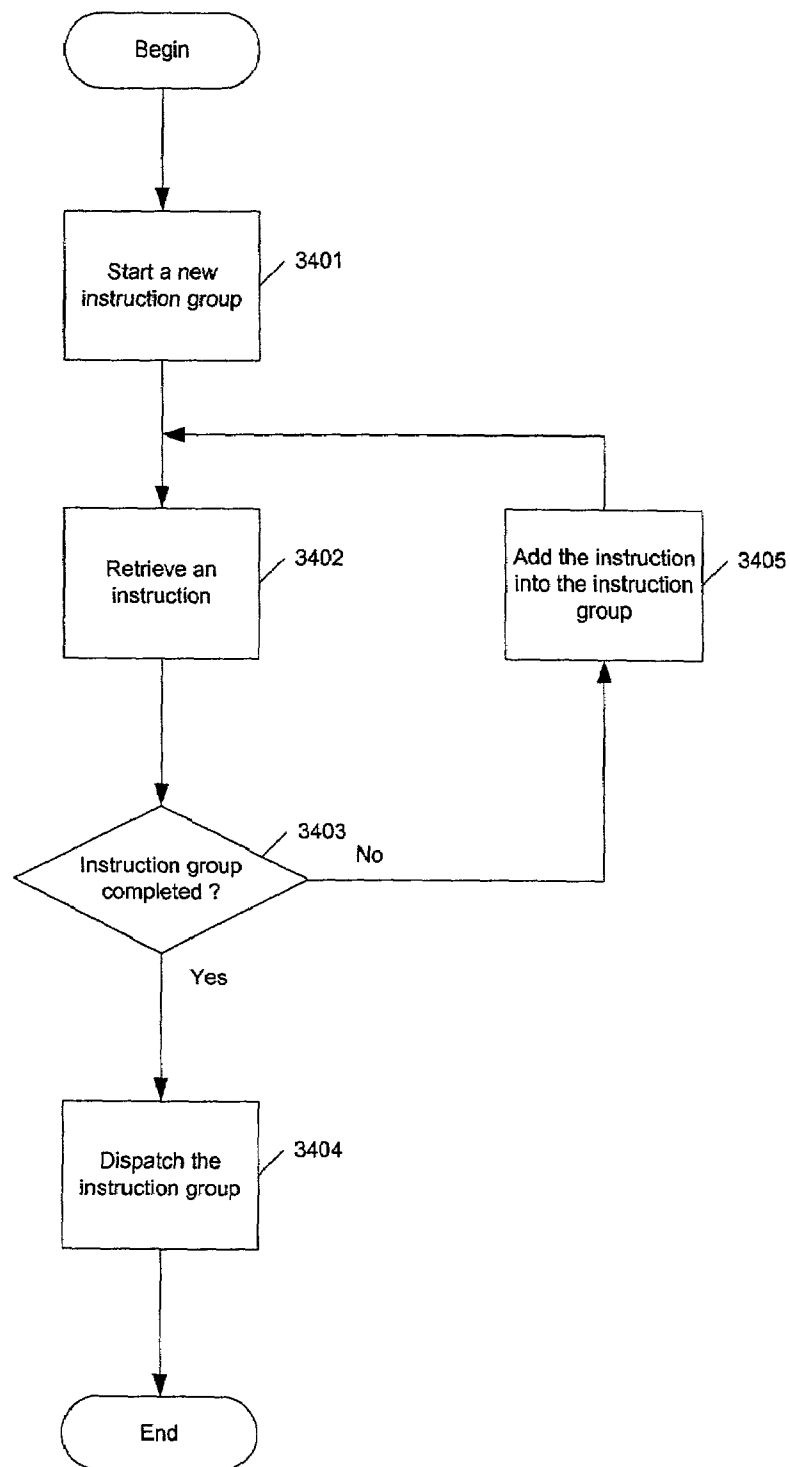 Begin
Start a new
instruction group
3401
Retrieve an
instruction
3402
Add the instruction
into the instruction
group
3405
Instruction group
completed ?
3403
No
Yes
Dispatch the
instruction group
3404
End